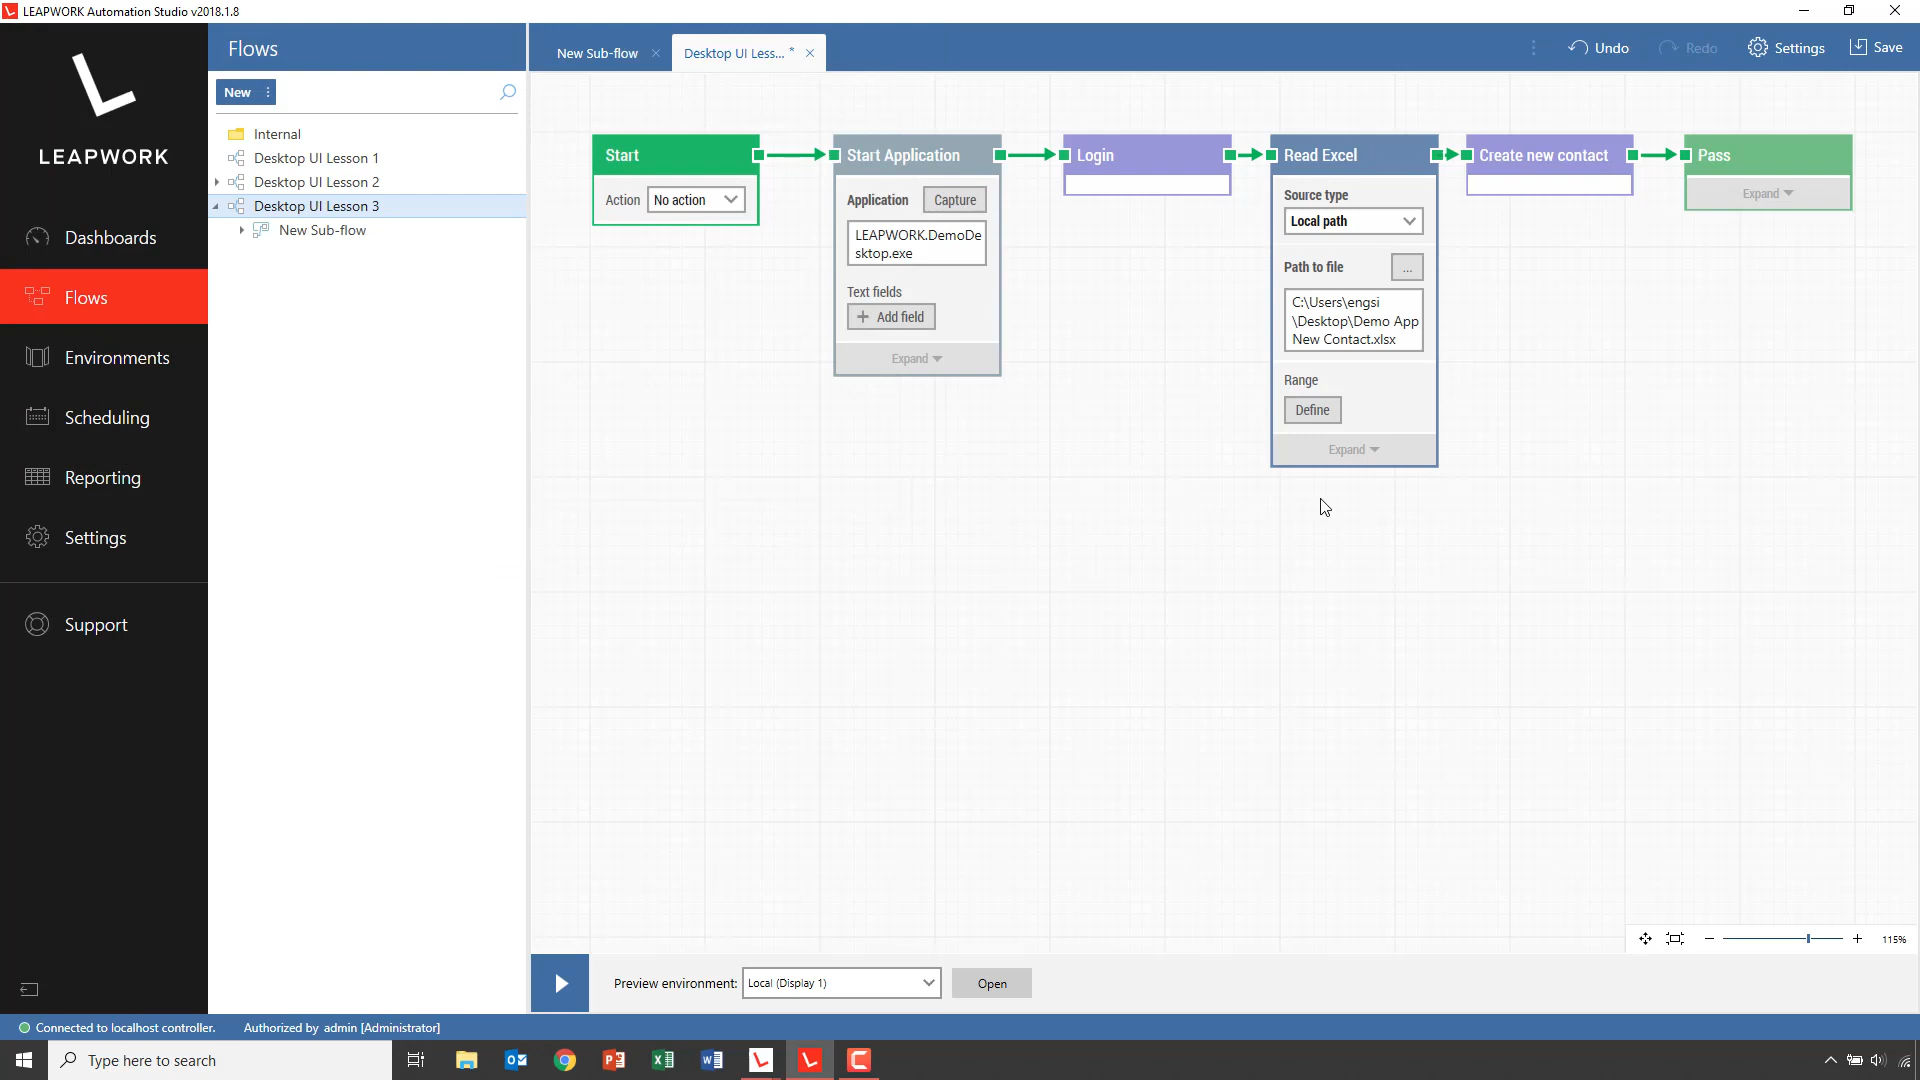 LEAPWORK Automation Studio v2018.1.8
Flows
New Sub-flow
Desktop UI Less... *
Undo
Redo
Settings
Save
New
LEAPWORK
Internal
Desktop UI Lesson 1
Desktop UI Lesson 2
Desktop UI Lesson 3
New Sub-flow
Dashboards
Flows
Environments
Scheduling
Reporting
Settings
Support
Start
Action
No action
Start Application
Application
Capture
LEAPWORK.DemoDe
sktop.exe
Text fields
Add field
Expand
Login
Read Excel
Source type
Local path
Path to file
...
C:\Users\engsi
\Desktop\Demo App
New Contact.xlsx
Range
Define
Expand
Create new contact
Pass
Expand
115%
Preview environment:
Local (Display 1)
Open
Connected to localhost controller.
Authorized by admin [Administrator]
Type here to search